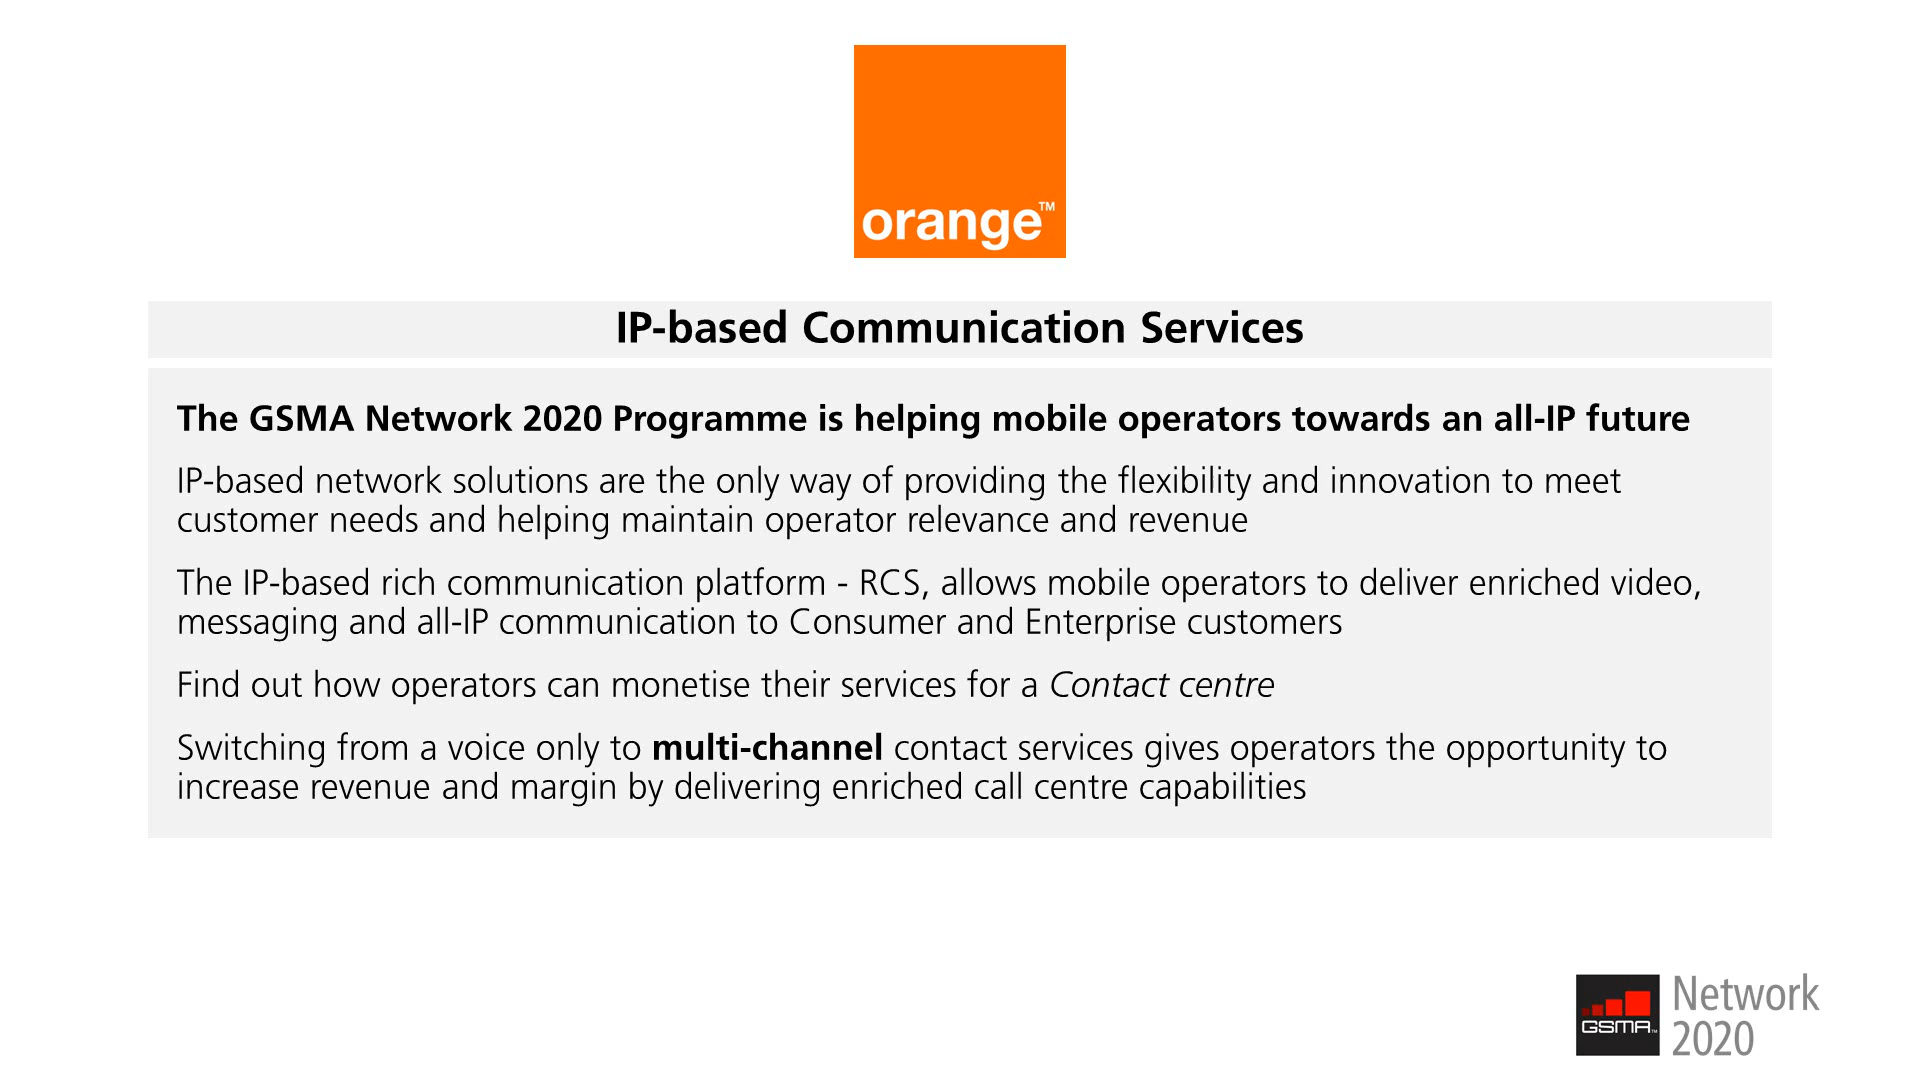 orange™
IP-based Communication Services
The GSMA Network 2020 Programme is helping mobile operators towards an all-IP future
IP-based network solutions are the only way of providing the flexibility and innovation to meet
customer needs and helping maintain operator relevance and revenue
The IP-based rich communication platform - RCS, allows mobile operators to deliver enriched video,
messaging and all-IP communication to Consumer and Enterprise customers
Find out how operators can monetise their services for a Contact centre
Switching from a voice only to multi-channel contact services gives operators the opportunity to
increase revenue and margin by delivering enriched call centre capabilities
GSMA™
Network
2020